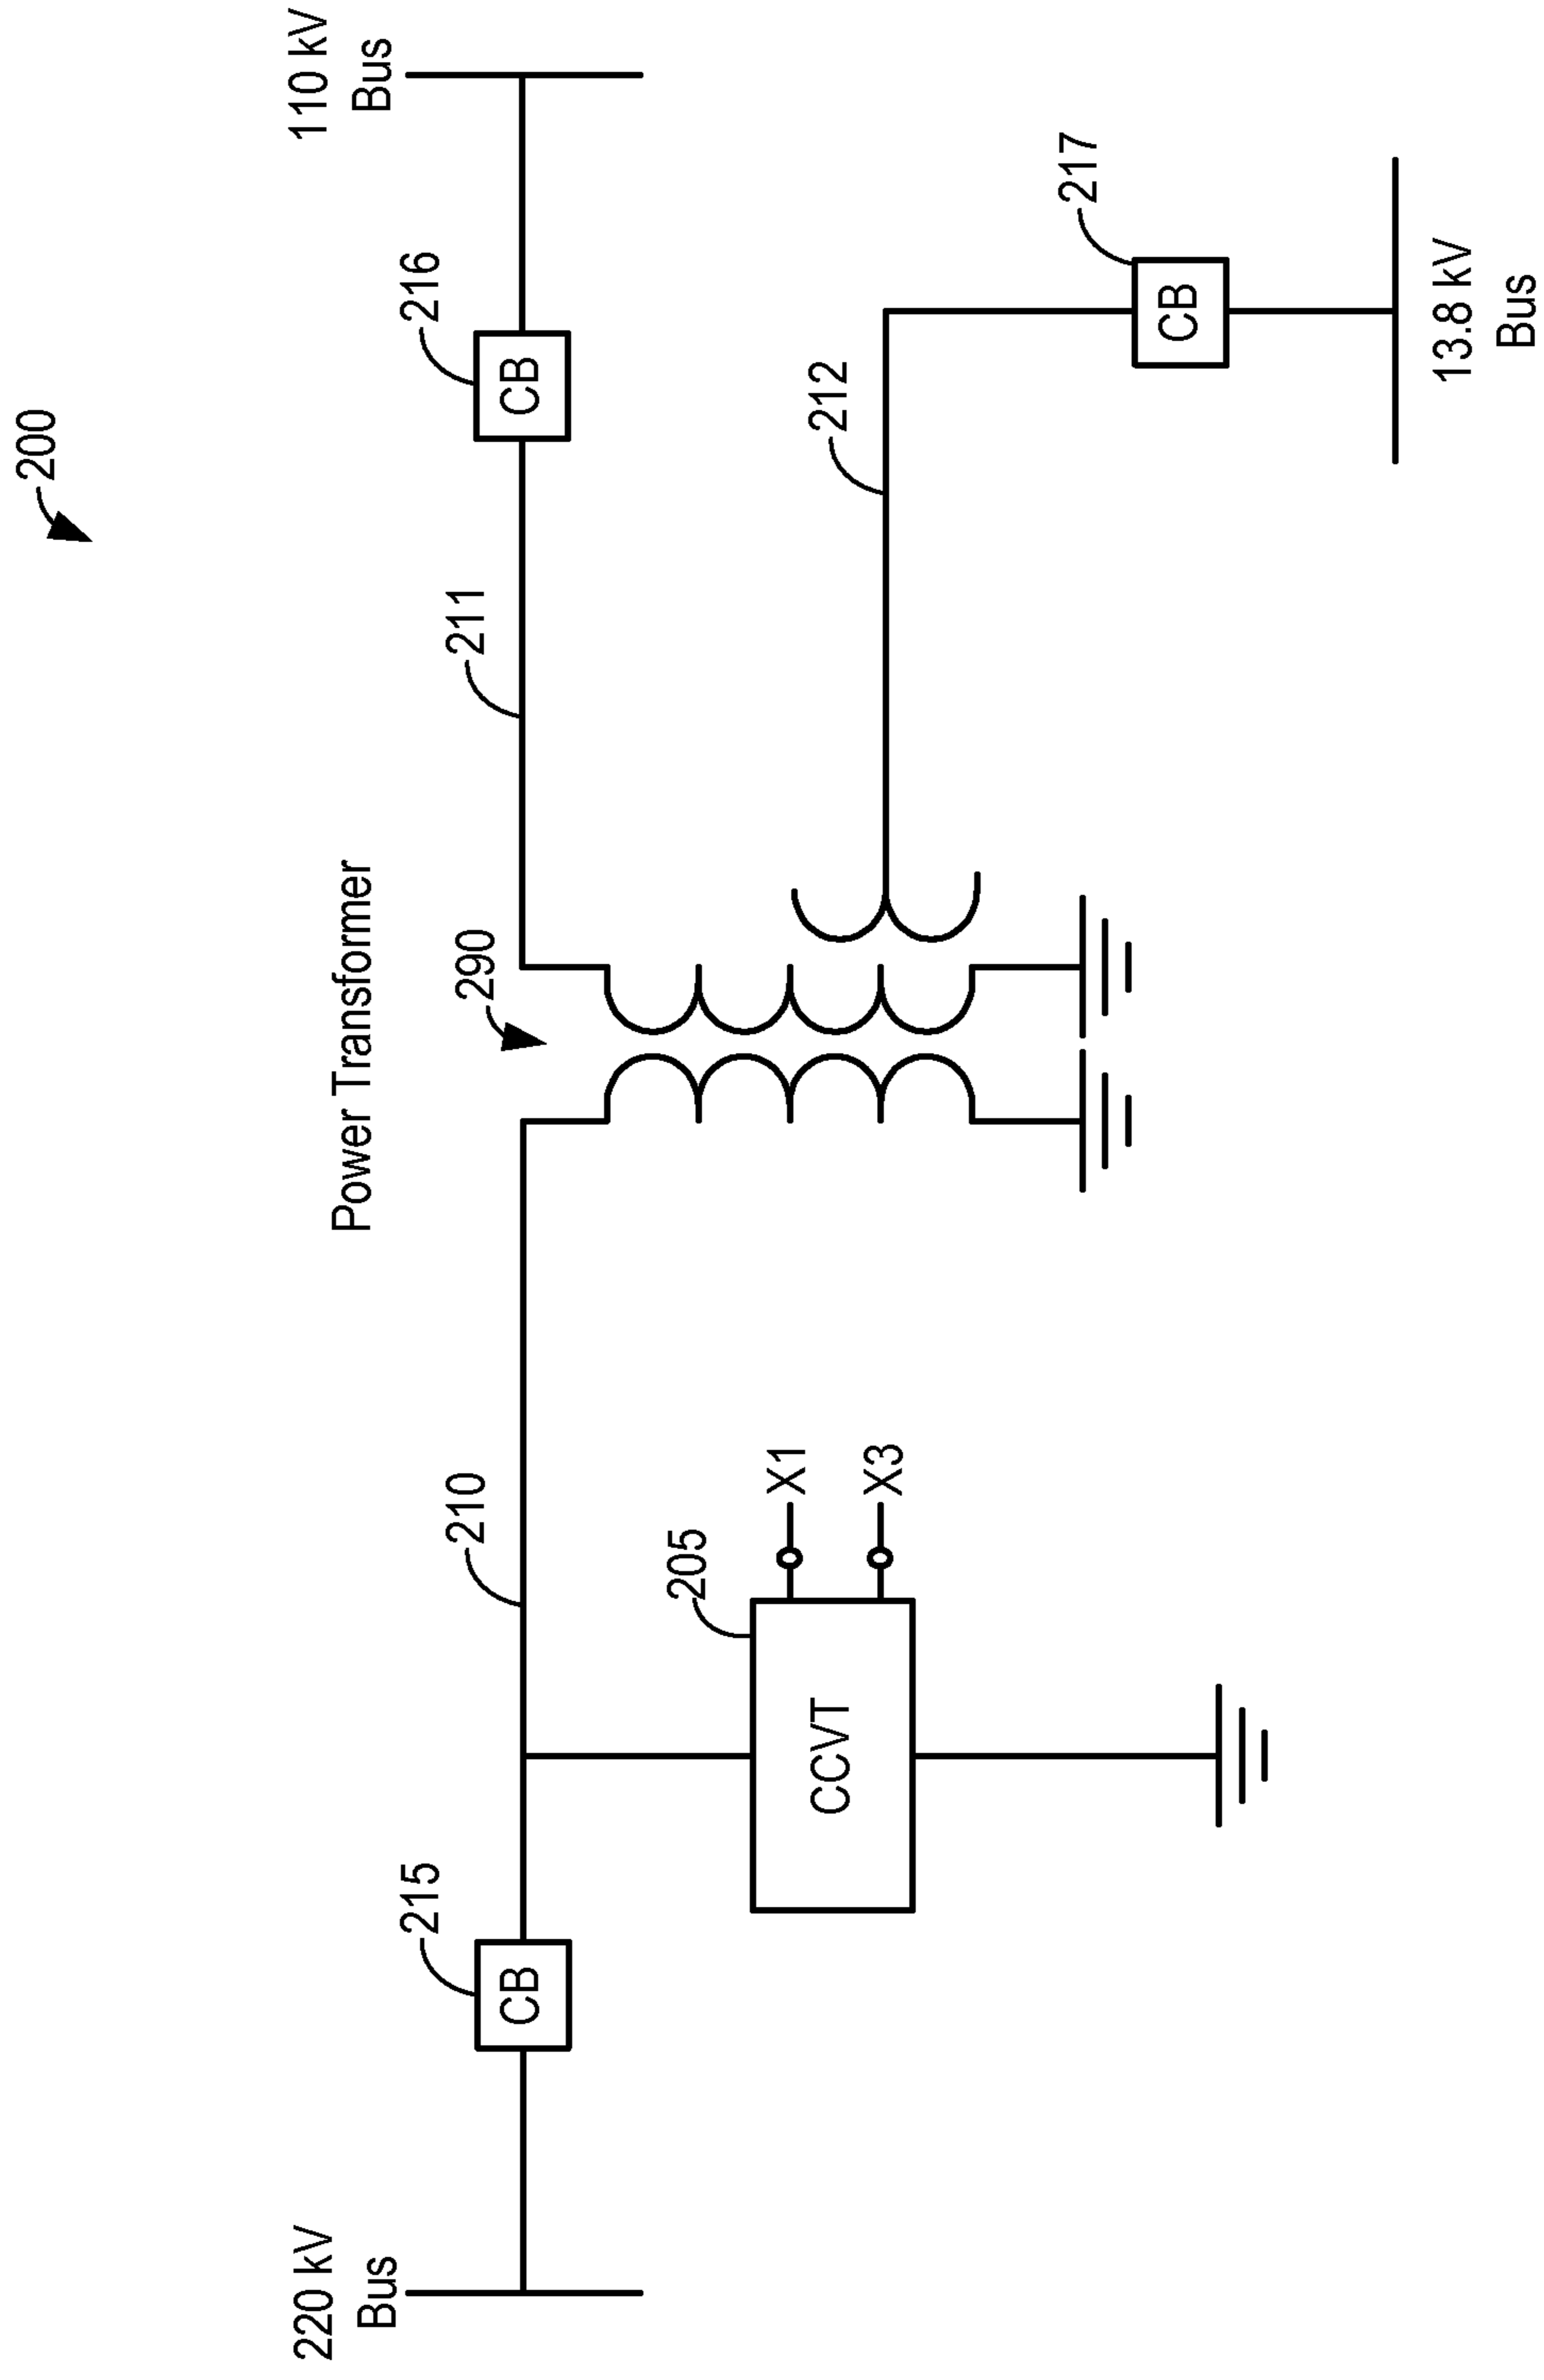 200
220 kV
Bus
Power Transformer
110 kV
Bus
215
210
290
211
216
CB
CB
205
X1
X3
CCVT
212
217
CB
13.8 kV
Bus